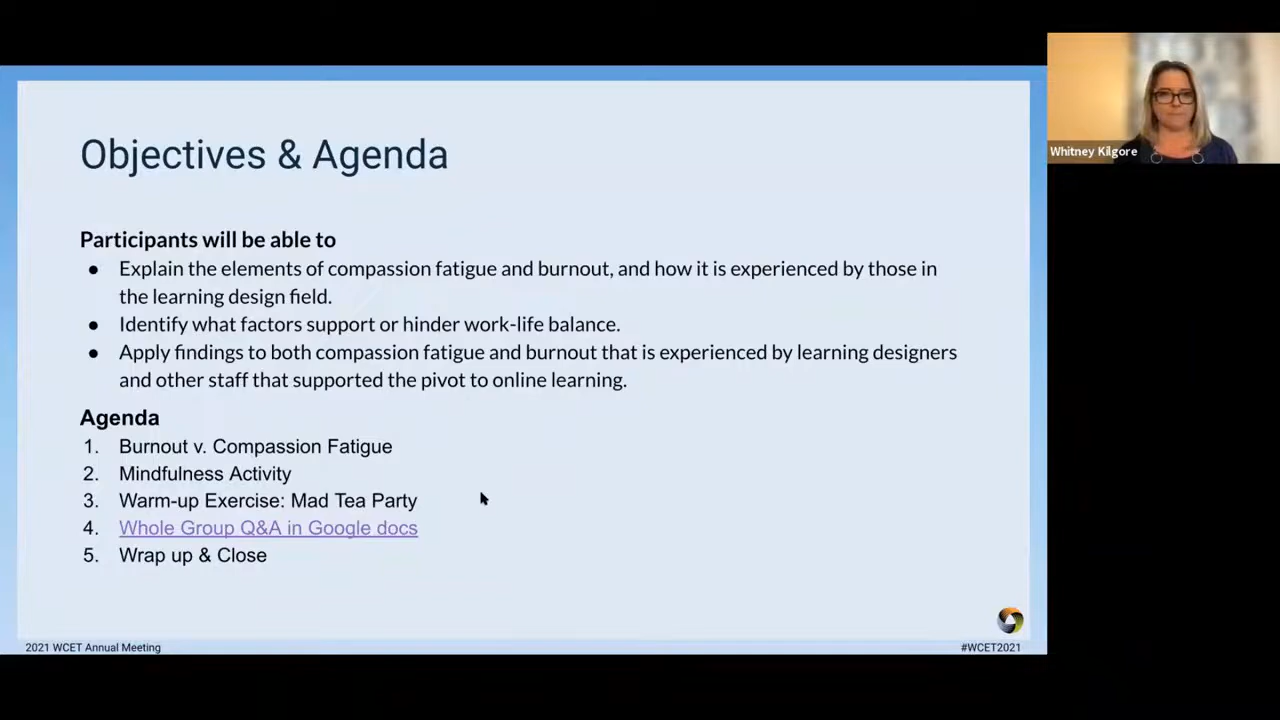 Objectives & Agenda
Whitney Kilgore
Participants will be able to
● Explain the elements of compassion fatigue and burnout, and how it is experienced by those in
the learning design field.
● Identify what factors support or hinder work-life balance.
● Apply findings to both compassion fatigue and burnout that is experienced by learning designers
and other staff that supported the pivot to online learning.
Agenda
1. Burnout v. Compassion Fatigue
2. Mindfulness Activity
3. Warm-up Exercise: Mad Tea Party
4. Whole Group Q&A in Google docs
5. Wrap up & Close
2021 WCET Annual Meeting
#WCET2021